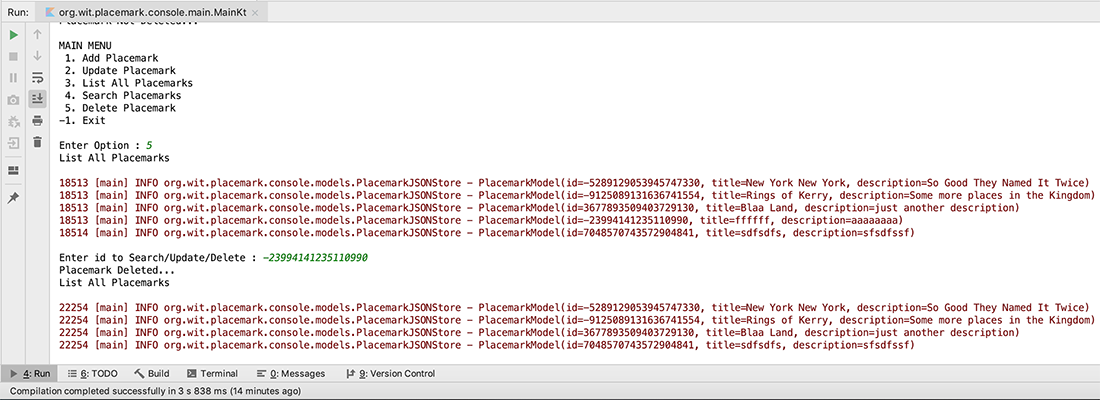 Run: org.wit.placemark.console.main.MainKt ×
Placemark Not Deleted...
MAIN MENU
1. Add Placemark
2. Update Placemark
3. List All Placemarks
4. Search Placemarks
5. Delete Placemark
-1. Exit
Enter Option : 5
List All Placemarks
18513 [main] INFO org.wit.placemark.console.models.PlacemarkJSONStore - PlacemarkModel(id=-5289129053945747330, title=New York New York, description=So Good They Named It Twice)
18513 [main] INFO org.wit.placemark.console.models.PlacemarkJSONStore - PlacemarkModel(id=-9125089131636741554, title=Rings of Kerry, description=Some more places in the Kingdom)
18513 [main] INFO org.wit.placemark.console.models.PlacemarkJSONStore - PlacemarkModel(id=3677893509403729130, title=Blaa Land, description=just another description)
18513 [main] INFO org.wit.placemark.console.models.PlacemarkJSONStore - PlacemarkModel(id=-23994141235110990, title=ffffff, description=aaaaaaaa)
18514 [main] INFO org.wit.placemark.console.models.PlacemarkJSONStore - PlacemarkModel(id=7048570743572904841, title=sdfsdfs, description=sfsdfssf)
Enter id to Search/Update/Delete : -23994141235110990
Placemark Deleted...
List All Placemarks
22254 [main] INFO org.wit.placemark.console.models.PlacemarkJSONStore - PlacemarkModel(id=-5289129053945747330, title=New York New York, description=So Good They Named It Twice)
22254 [main] INFO org.wit.placemark.console.models.PlacemarkJSONStore - PlacemarkModel(id=-9125089131636741554, title=Rings of Kerry, description=Some more places in the Kingdom)
22254 [main] INFO org.wit.placemark.console.models.PlacemarkJSONStore - PlacemarkModel(id=3677893509403729130, title=Blaa Land, description=just another description)
22254 [main] INFO org.wit.placemark.console.models.PlacemarkJSONStore - PlacemarkModel(id=7048570743572904841, title=sdfsdfs, description=sfsdfssf)
4: Run 6: TODO Build Terminal 0: Messages 9: Version Control
Compilation completed successfully in 3 s 838 ms (14 minutes ago)